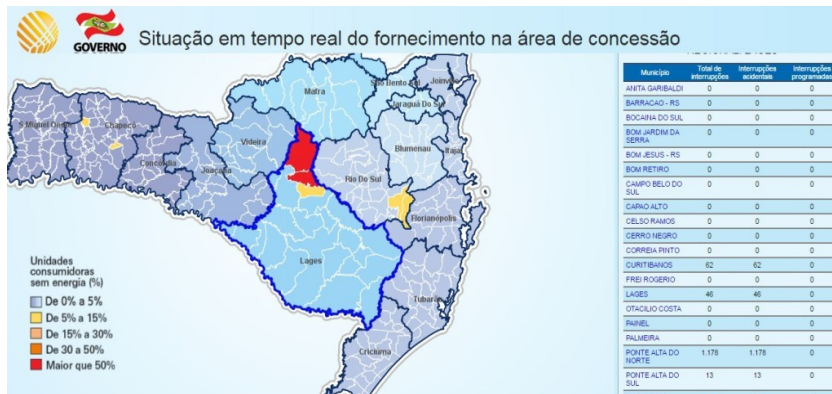 GOVERNO
Situação em tempo real do fornecimento na área de concessão
Mafra
São Bento Sul
Joinville
Jaraguá Do Sul
S Miguel Oeste
Chapecó
Videira
Blumenau
Itajaí
Concórdia
Joaçaba
Rio Do Sul
Florianópolis
Lages
Tubarão
Criciuma
Unidades
consumidoras
sem energia (%)
De 0% a 5%
De 5% a 15%
De 15% a 30%
De 30 a 50%
Maior que 50%
Município Total de interrupções Interrupções acidentais Interrupções programadas
ANITA GARIBALDI 0 0 0
BARRACAO - RS 0 0 0
BOCAINA DO SUL 0 0 0
BOM JARDIM DA SERRA 0 0 0
BOM JESUS - RS 0 0 0
BOM RETIRO 0 0 0
CAMPO BELO DO SUL 0 0 0
CAPAO ALTO 0 0 0
CELSO RAMOS 0 0 0
CERRO NEGRO 0 0 0
CORREIA PINTO 0 0 0
CURITIBANOS 62 62 0
FREI ROGERIO 0 0 0
LAGES 46 46 0
OTACILIO COSTA 0 0 0
PAINEL 0 0 0
PALMEIRA 0 0 0
PONTE ALTA DO NORTE 1.178 1.178 0
PONTE ALTA DO SUL 13 13 0